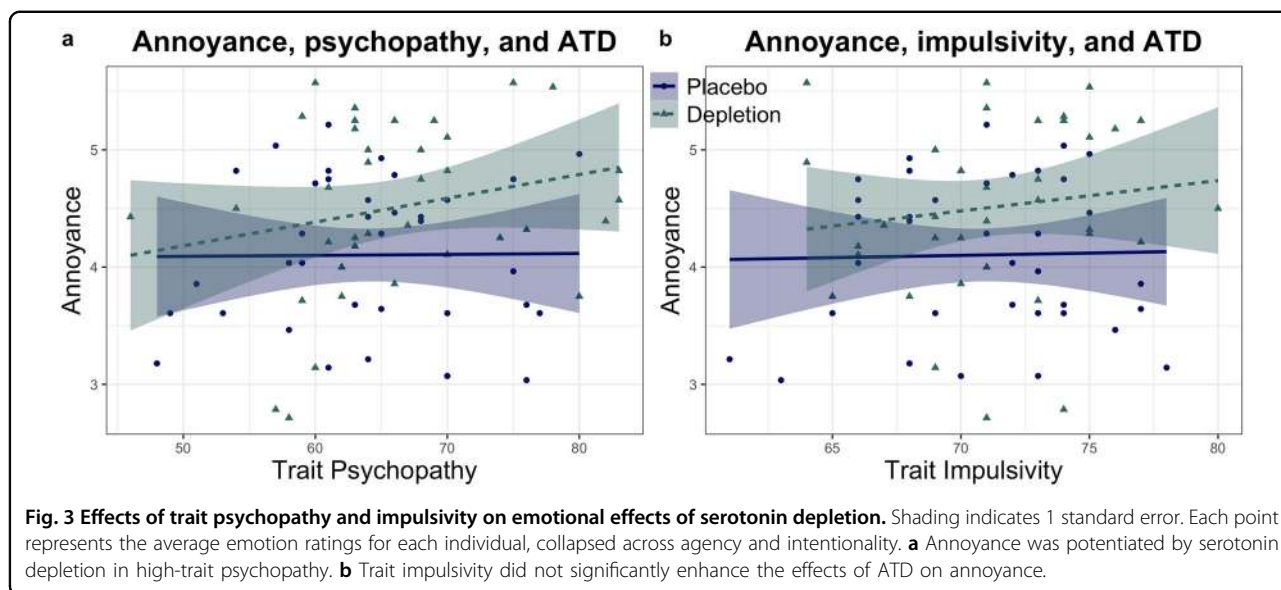 a Annoyance, psychopathy, and ATD
5
4
3
Annoyance
50 60 70 80
Trait Psychopathy
b Annoyance, impulsivity, and ATD
Placebo
Depletion
5
4
3
Annoyance
65 70 75 80
Trait Impulsivity
Fig. 3 Effects of trait psychopathy and impulsivity on emotional effects of serotonin depletion. Shading indicates 1 standard error. Each point
represents the average emotion ratings for each individual, collapsed across agency and intentionality. a Annoyance was potentiated by serotonin
depletion in high-trait psychopathy. b Trait impulsivity did not significantly enhance the effects of ATD on annoyance.